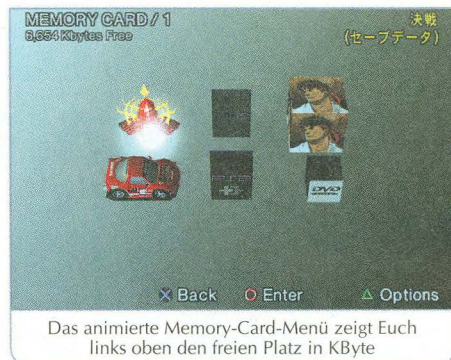 MEMORY CARD / 1
6,654 Kbytes Free
決戦
(セーブデータ)
DVD
Back
Enter
Options
Das animierte Memory-Card-Menü zeigt Euch
links oben den freien Platz in KByte